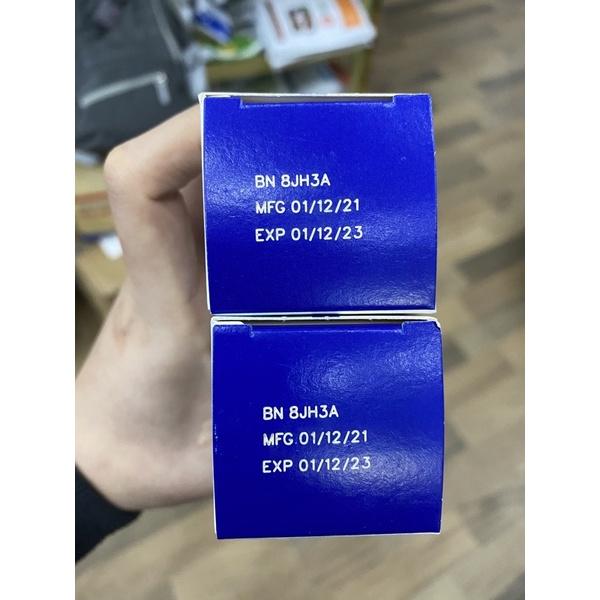 BN 8JH3A
MFG 01/12/21
EXP 01/12/23
BN 8JH3A
MFG 01/12/21
EXP 01/12/23